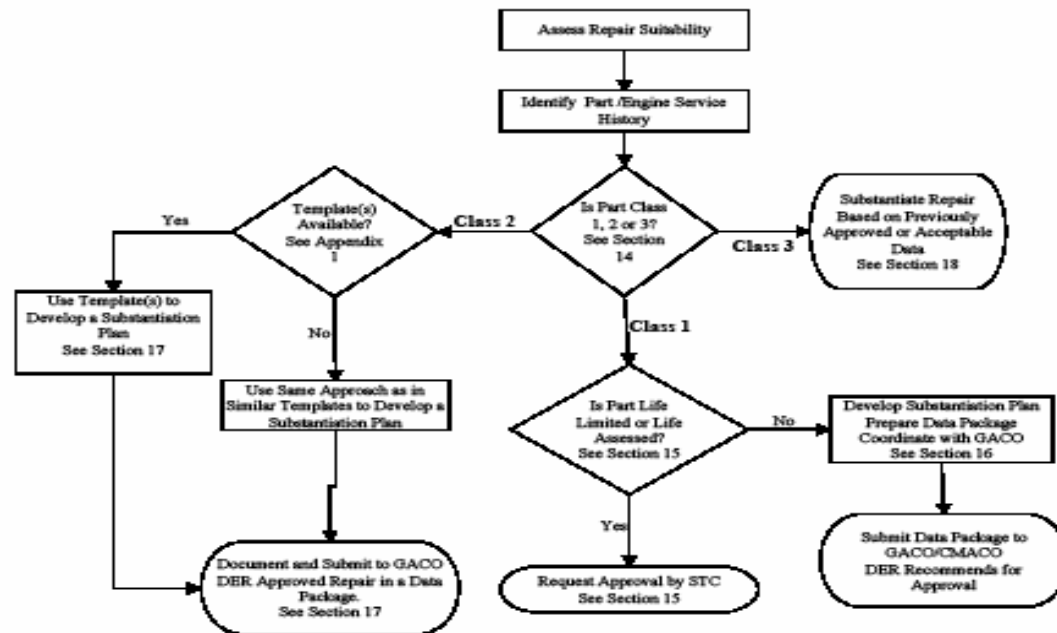 Assess Repair Suitability
Identify Part /Engine Service
History
Is Part Class
1, 2 or 3?
See Section
14
Class 2
Class 3
Class 1
Template(s)
Available?
See Appendix
1
Yes
No
Substantiate Repair
Based on Previously
Approved or Acceptable
Data
See Section 18
Use Template(s) to
Develop a Substantiation
Plan
See Section 17
Use Same Approach as in
Similar Templates to Develop a
Substantiation Plan
Is Part Life
Limited or Life
Assessed?
See Section 15
No
Yes
Develop Substantiation Plan
Prepare Data Package
Coordinate with GACO
See Section 16
Document and Submit to GACO
DER Approved Repair in a Data
Package.
See Section 17
Request Approval by STC
See Section 15
Submit Data Package to
GACO/CMACO
DER Recommends for
Approval